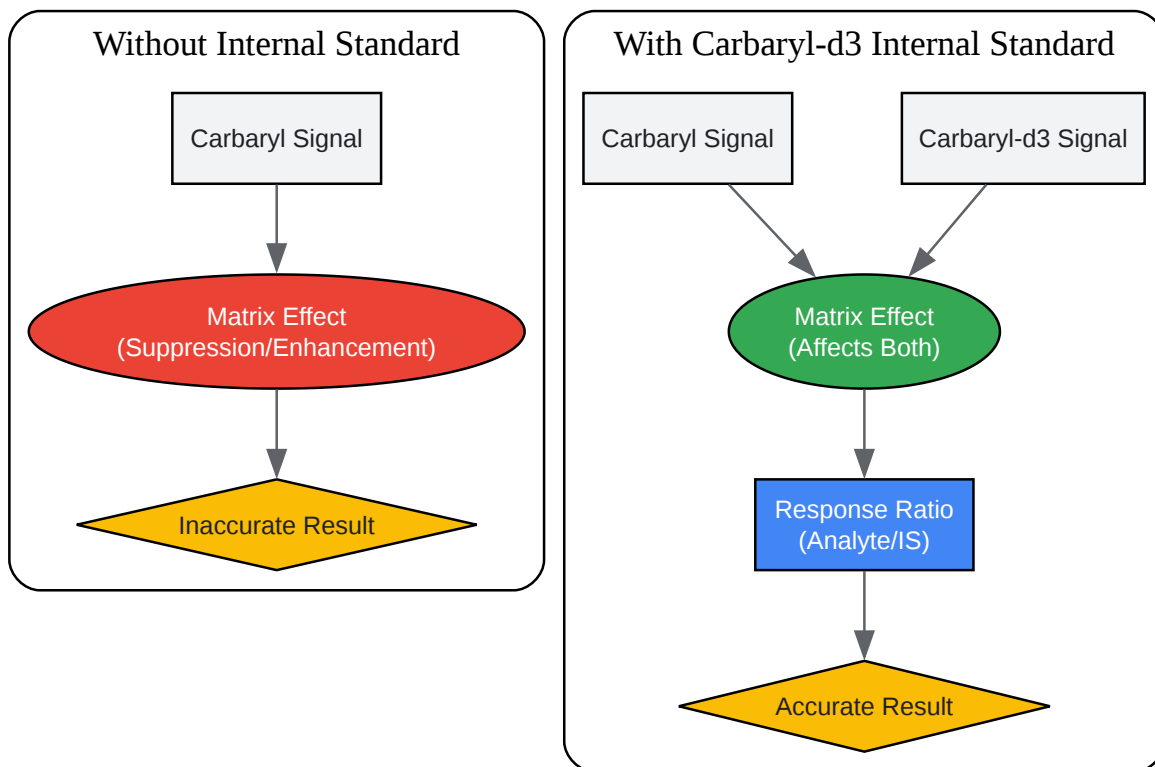 Without Internal Standard
Carbaryl Signal
Matrix Effect
(Suppression/Enhancement)
Inaccurate Result
With Carbaryl-d3 Internal Standard
Carbaryl Signal
Carbaryl-d3 Signal
Matrix Effect
(Affects Both)
Response Ratio
(Analyte/IS)
Accurate Result